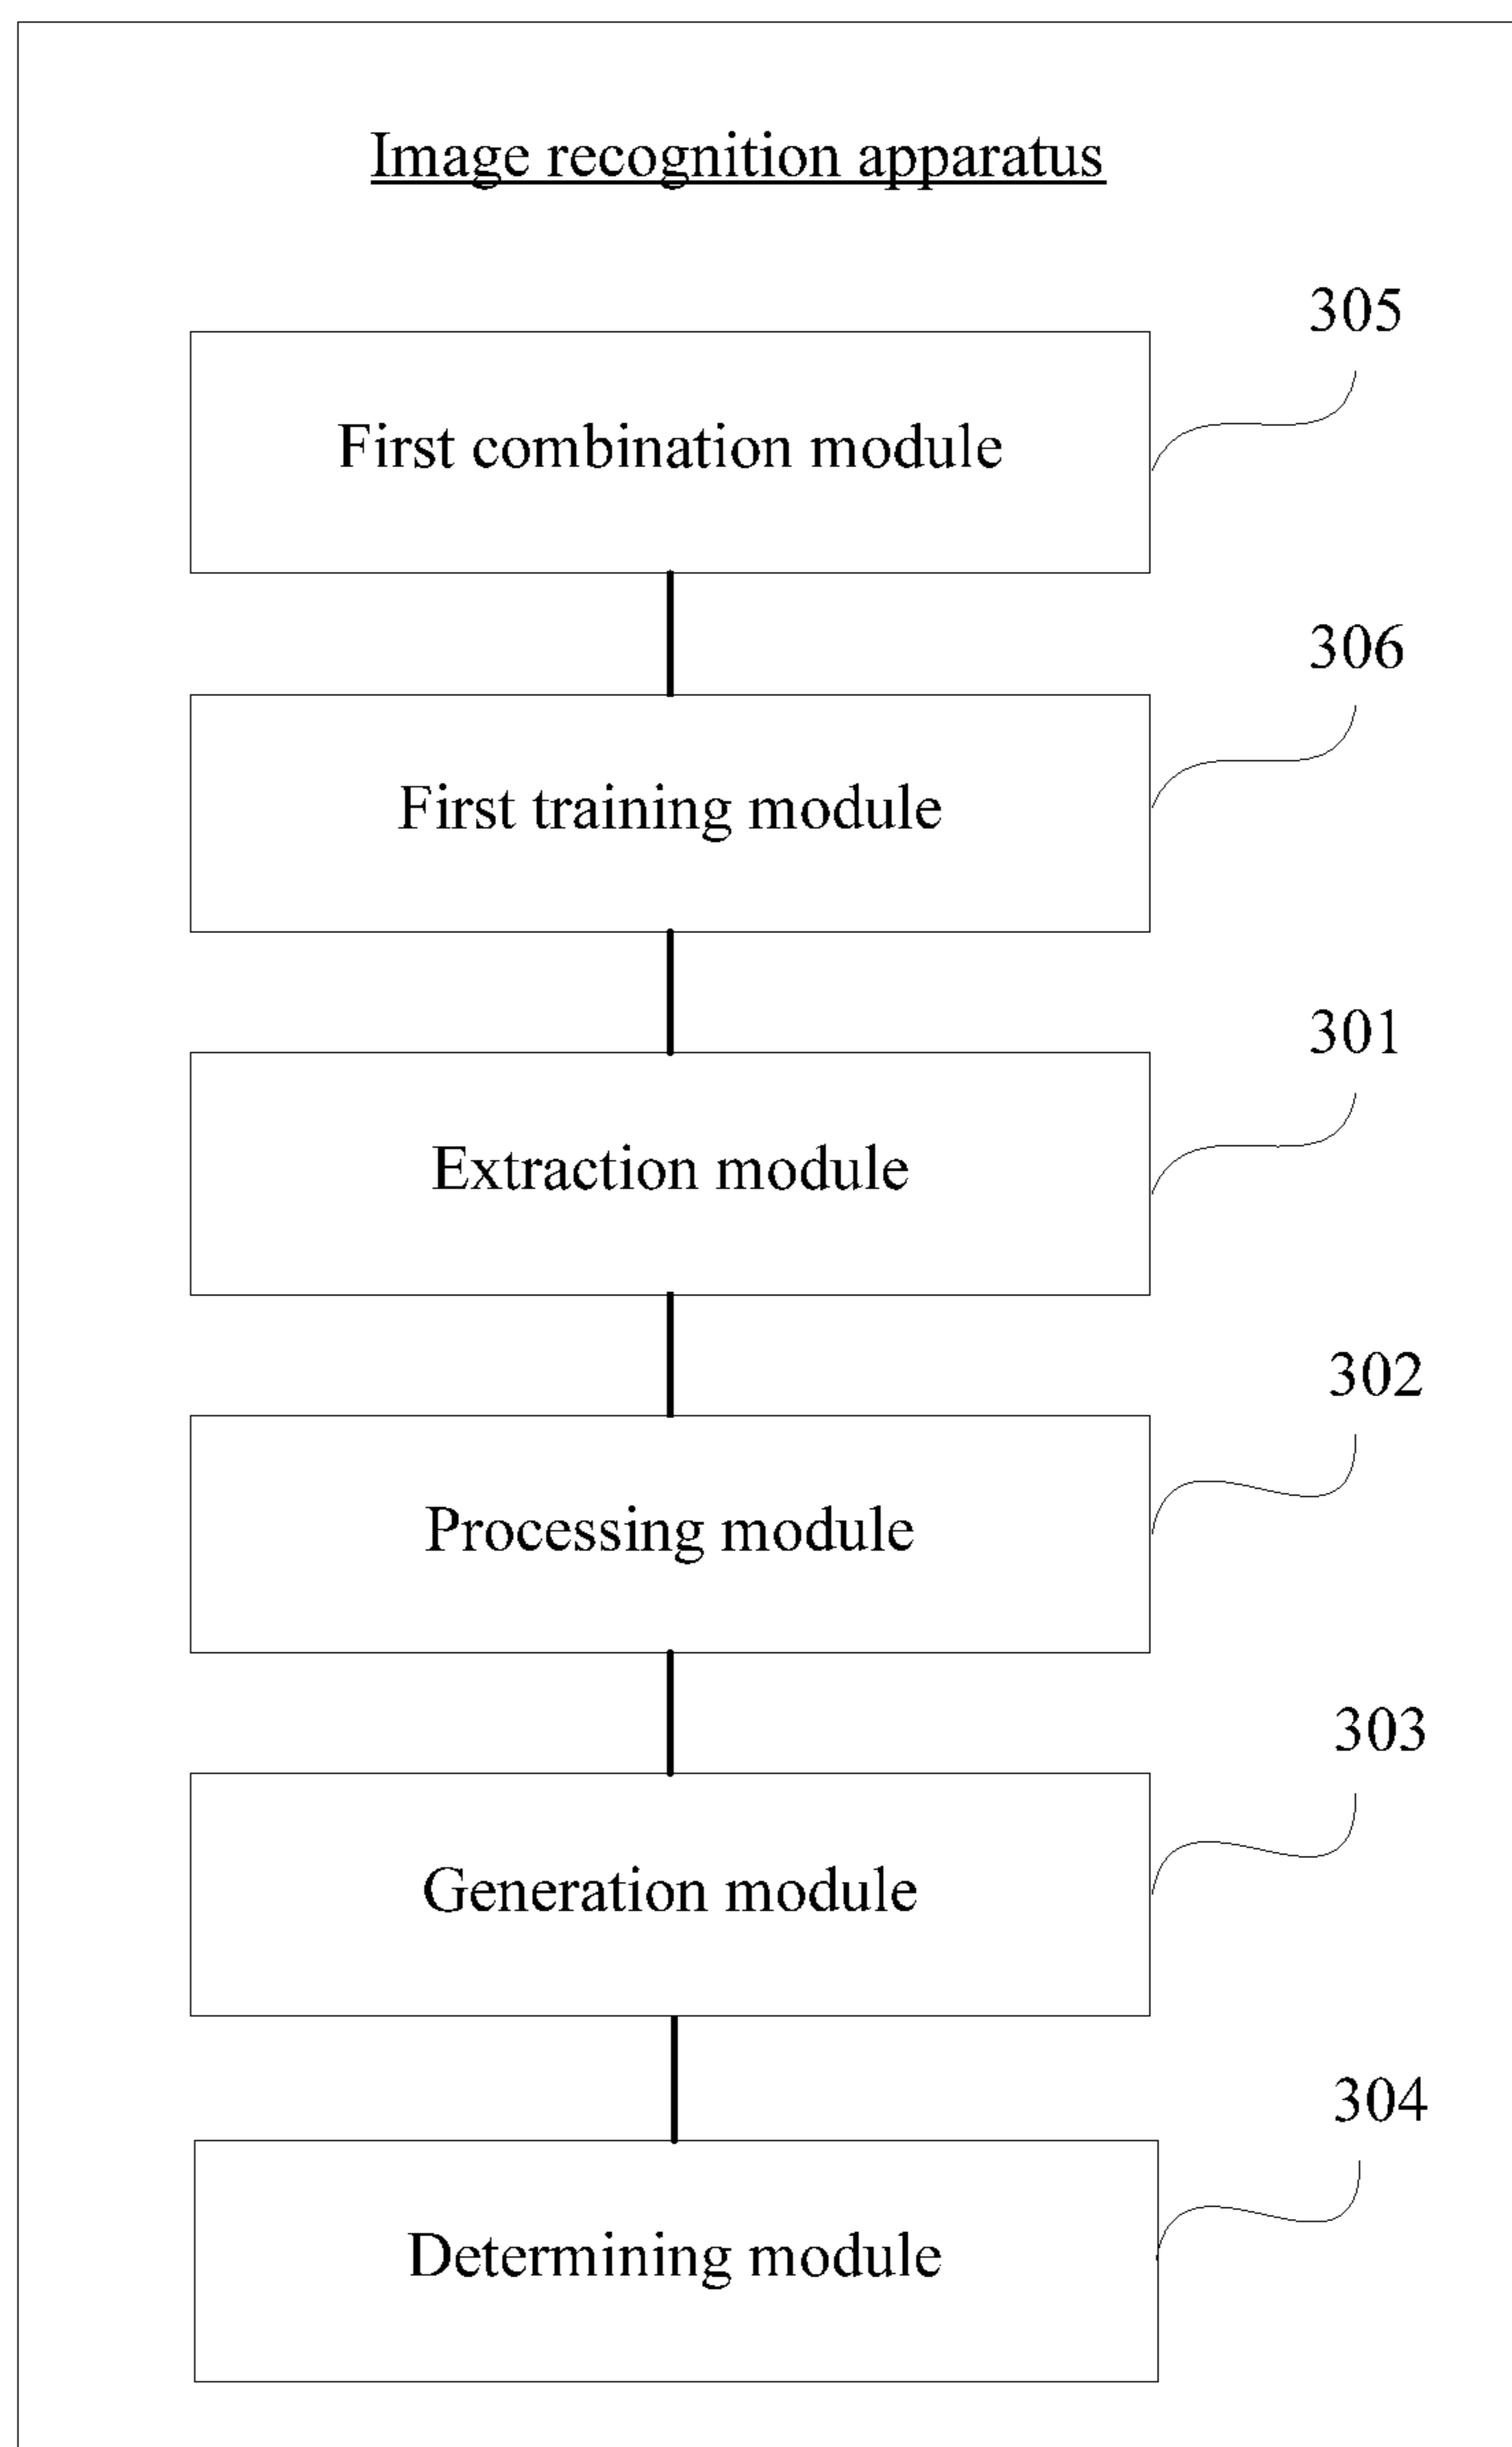 Image recognition apparatus
305
First combination module
306
First training module
301
Extraction module
302
Processing module
303
Generation module
304
Determining module